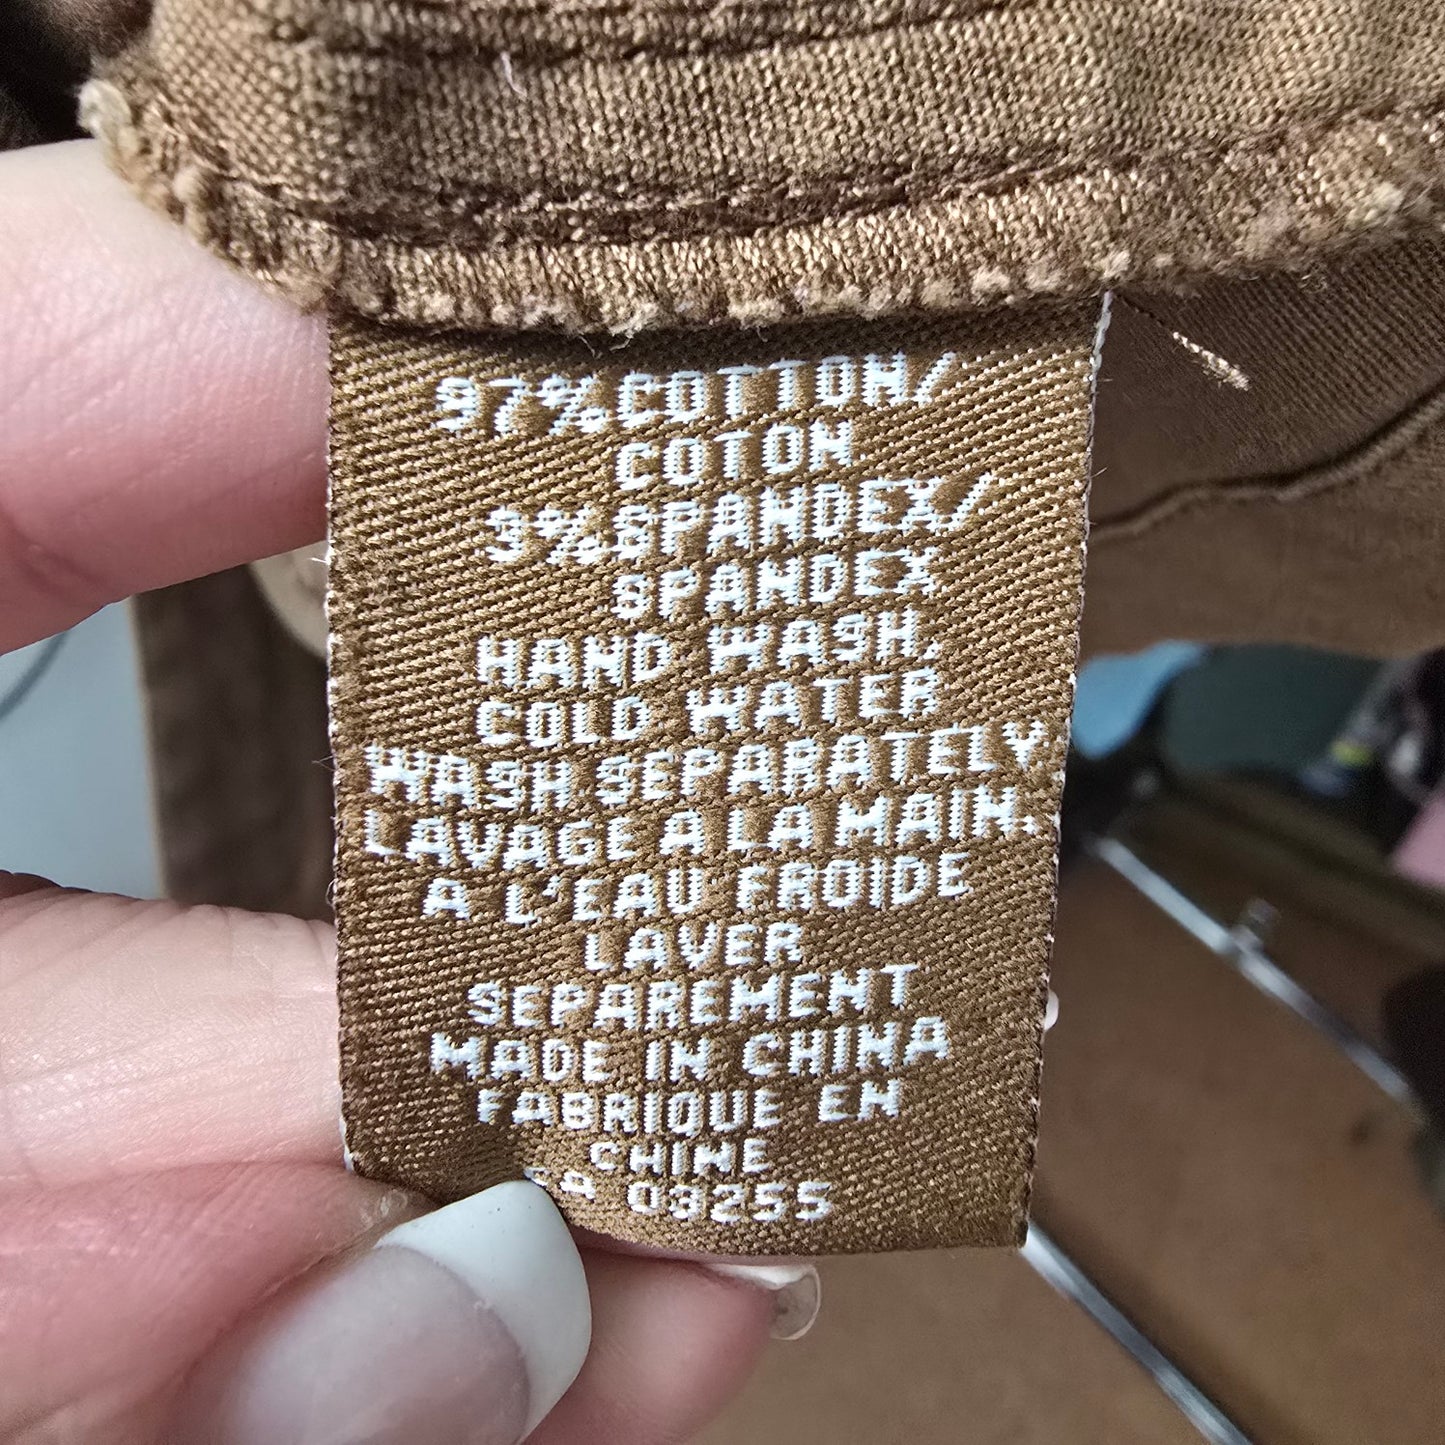 97%COTTON/
COTON
3%SPANDEX/
SPANDEX
HAND WASH.
COLD WATER
WASH SEPARATELY.
LAVAGE A LA MAIN.
A L'EAU FROIDE
LAVER
SEPAREMENT
MADE IN CHINA
FABRIQUE EN
CHINE
CA 03255